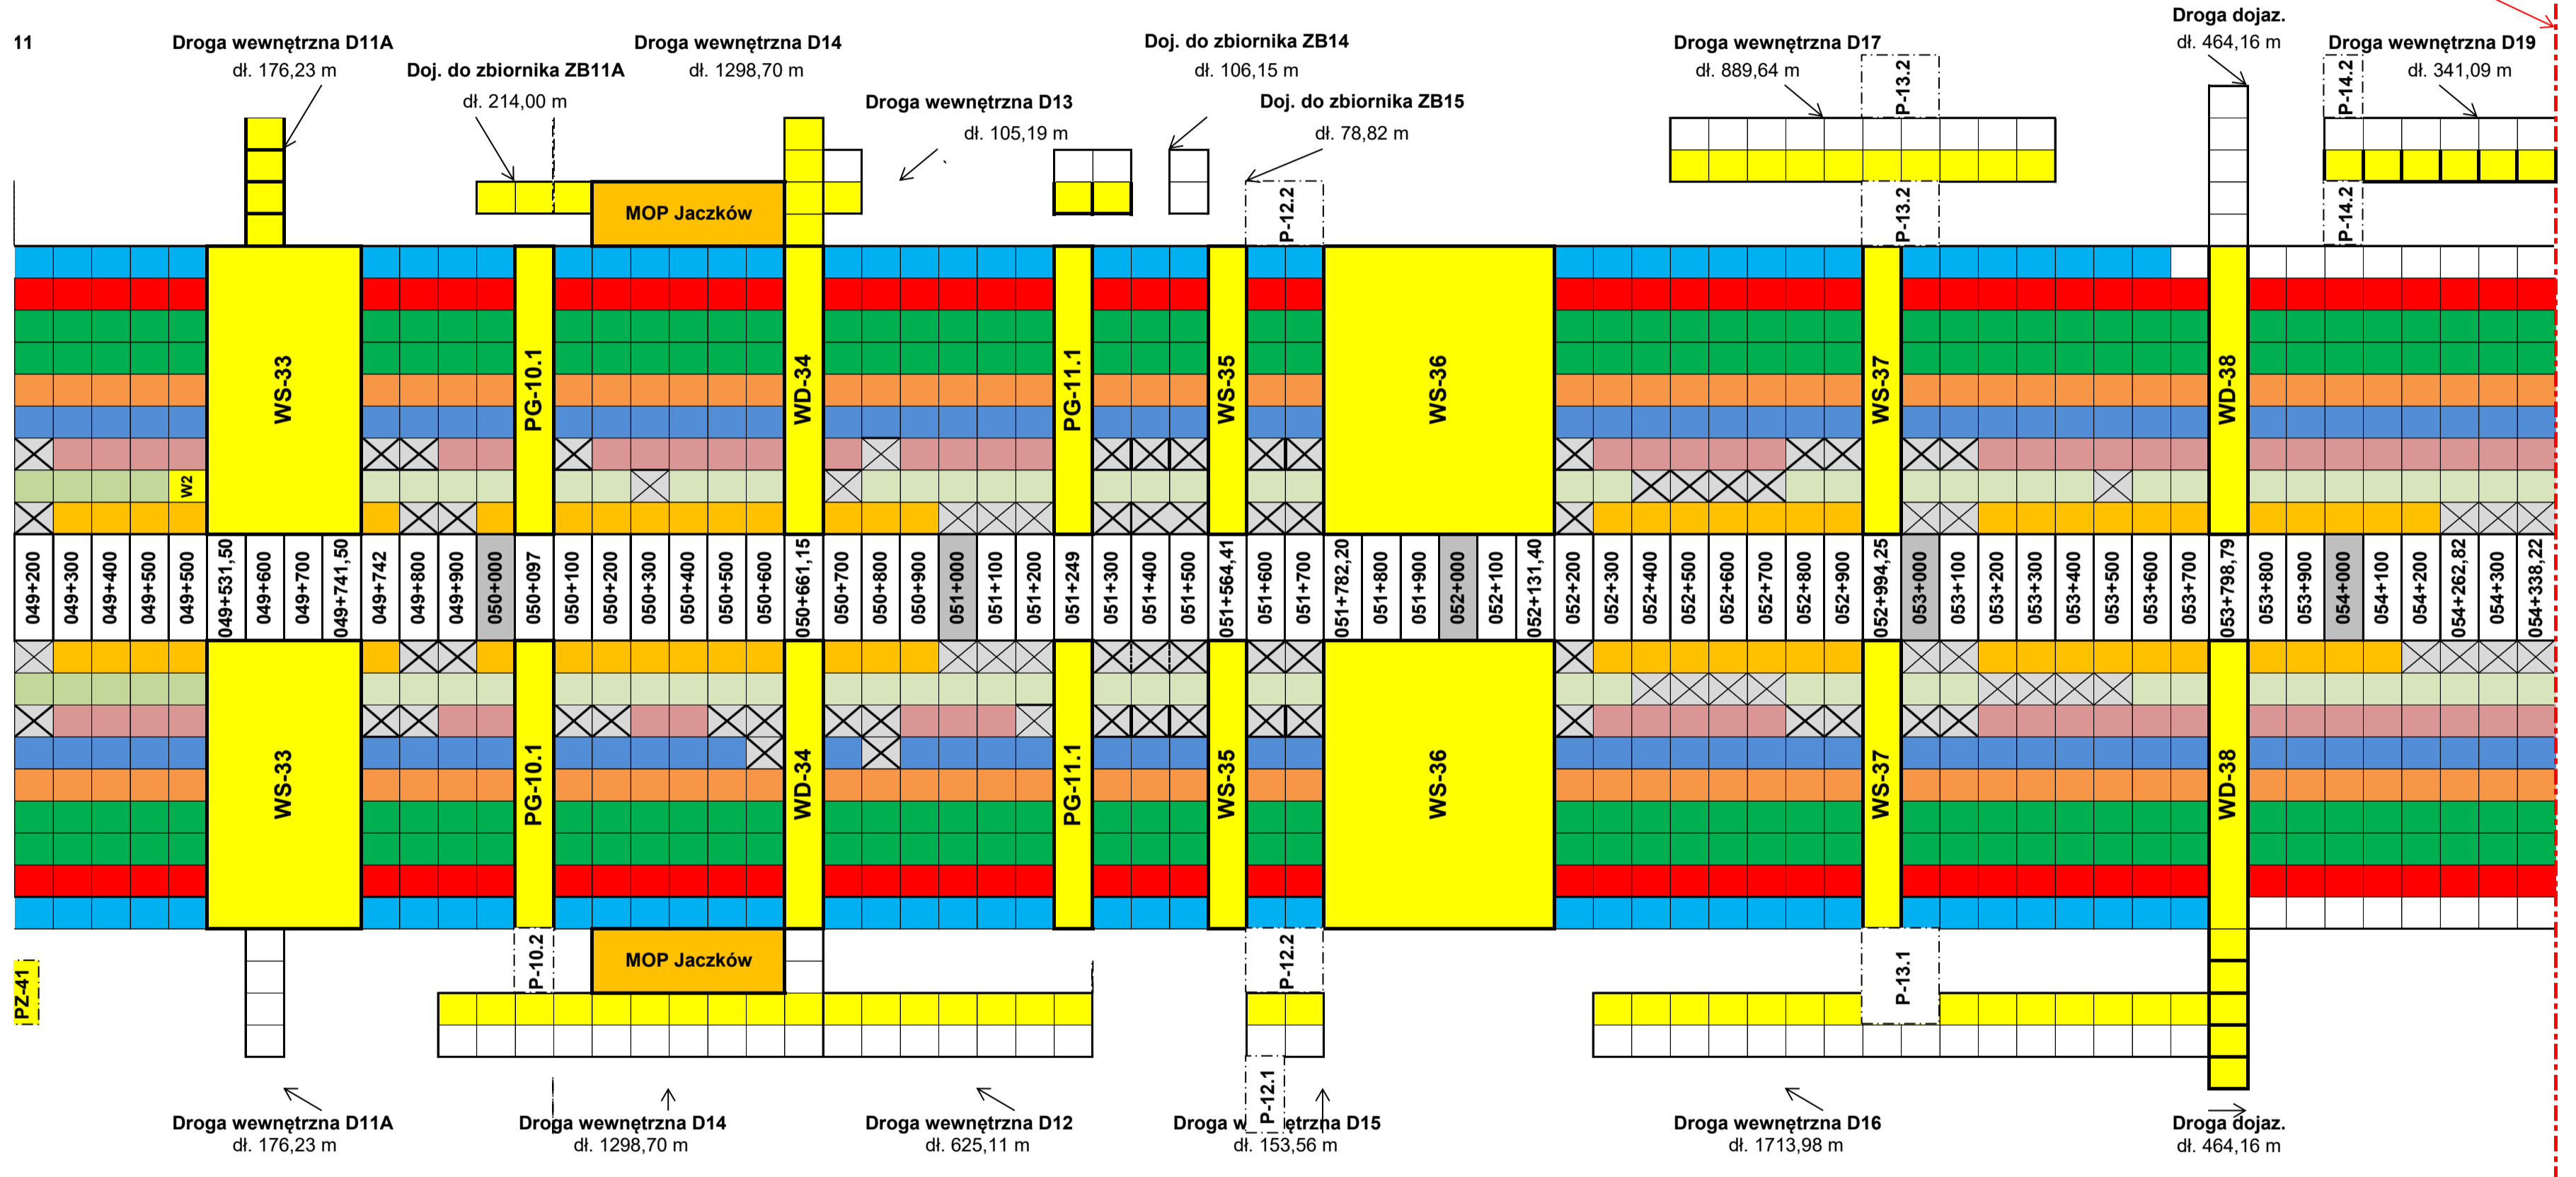 11
Droga wewnętrzna D11A
dł. 176,23 m
Doj. do zbiornika ZB11A
dł. 214,00 m
Droga wewnętrzna D14
dł. 1298,70 m
Droga wewnętrzna D13
dł. 105,19 m
Doj. do zbiornika ZB14
dł. 106,15 m
Doj. do zbiornika ZB15
dł. 78,82 m
Droga wewnętrzna D17
dł. 889,64 m
Droga dojaz.
dł. 464,16 m
Droga wewnętrzna D19
dł. 341,09 m
P-13.2
P-14.2
MOP Jaczków
P-12.2
P-13.2
P-14.2
WS-33
PG-10.1
WD-34
PG-11.1
WS-35
WS-36
WS-37
WD-38
W2
049+200
049+300
049+400
049+500
049+500
049+531,50
049+600
049+700
049+741,50
049+742
049+800
049+900
050+000
050+097
050+100
050+200
050+300
050+400
050+500
050+600
050+661,15
050+700
050+800
050+900
051+000
051+100
051+200
051+249
051+300
051+400
051+500
051+564,41
051+600
051+700
051+782,20
051+800
051+900
052+000
052+100
052+131,40
052+200
052+300
052+400
052+500
052+600
052+700
052+800
052+900
052+994,25
053+000
053+100
053+200
053+300
053+400
053+500
053+600
053+700
053+798,79
053+800
053+900
054+000
054+100
054+200
054+262,82
054+300
054+338,22
WS-33
PG-10.1
WD-34
PG-11.1
WS-35
WS-36
WS-37
WD-38
PZ-41
P-10.2
MOP Jaczków
P-12.2
P-13.1
P-12.1
Droga wewnętrzna D11A
dł. 176,23 m
Droga wewnętrzna D14
dł. 1298,70 m
Droga wewnętrzna D12
dł. 625,11 m
Droga wewnętrzna D15
dł. 153,56 m
Droga wewnętrzna D16
dł. 1713,98 m
Droga dojaz.
dł. 464,16 m